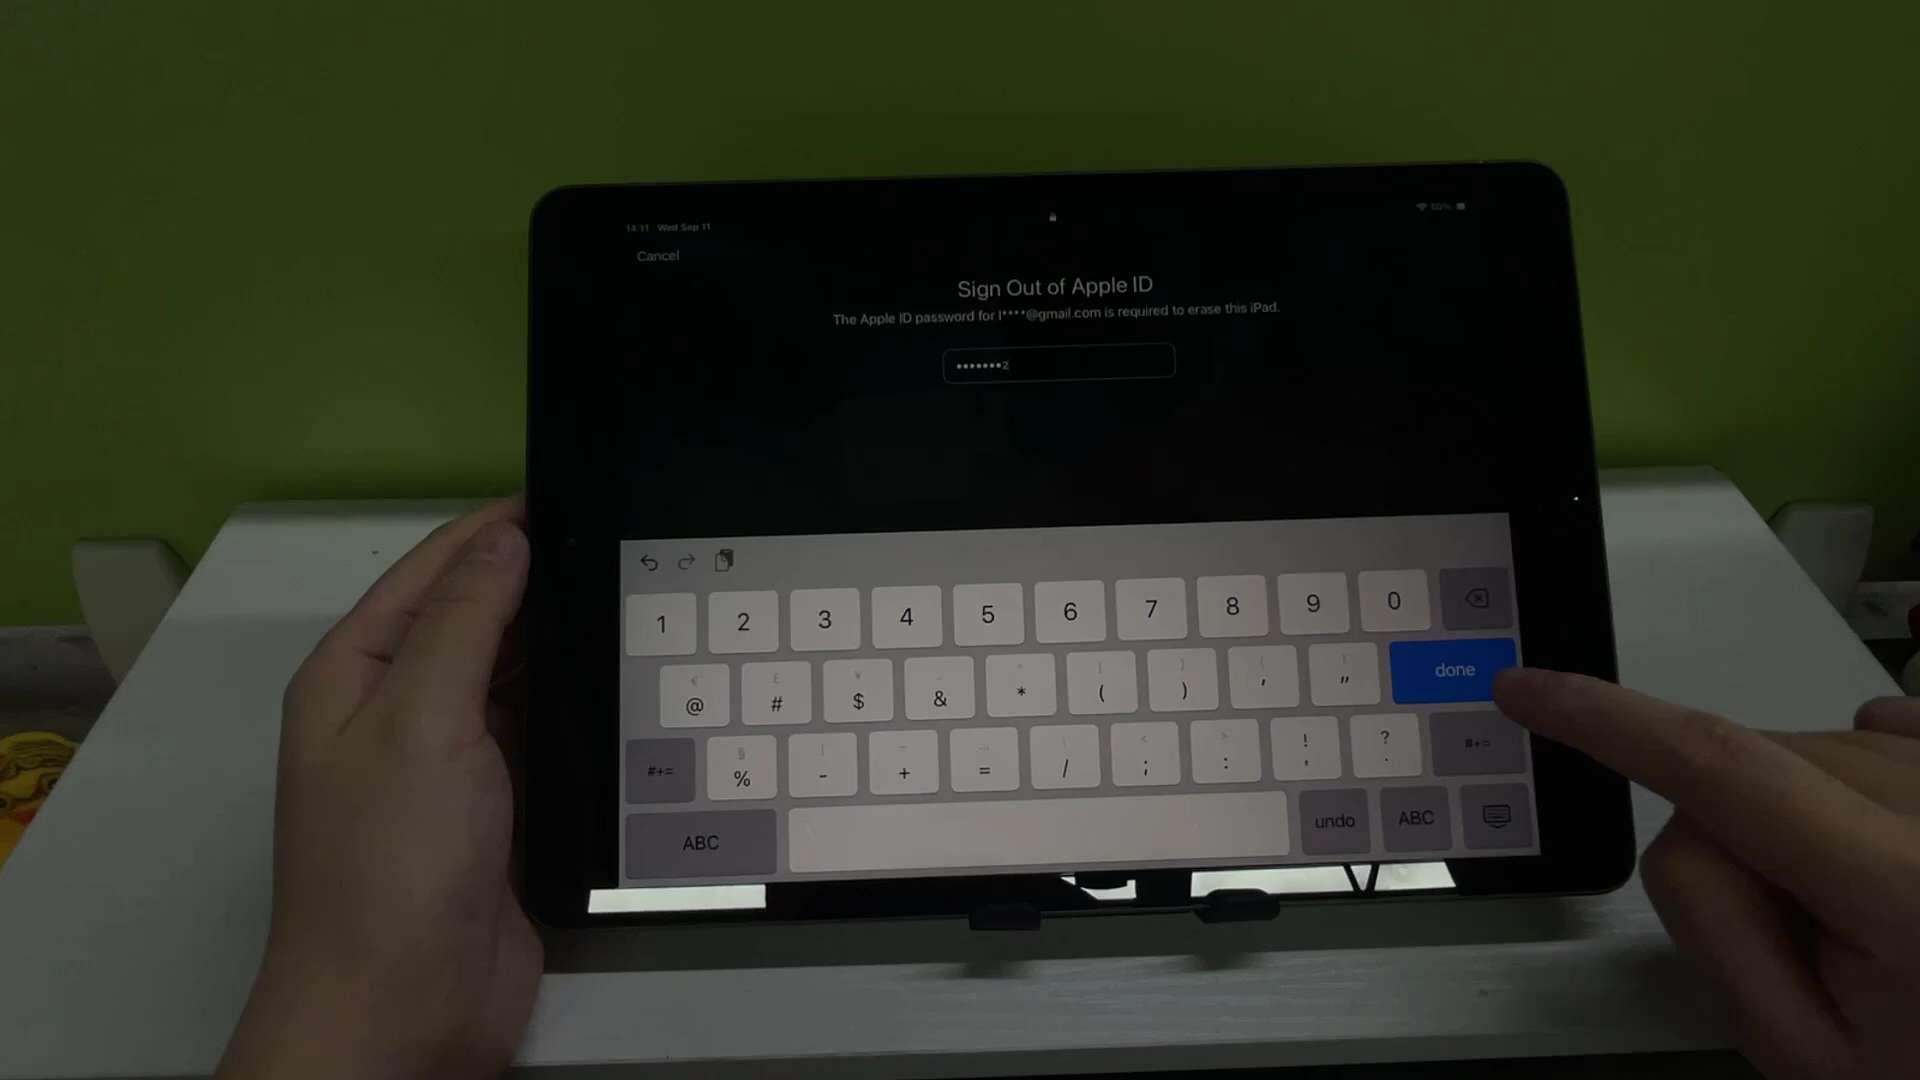 14:11 Wed Sep 11
50%
Cancel
Sign Out of Apple ID
The Apple ID password for l****@gmail.com is required to erase this iPad.
•••••••2
1 2 3 4 5 6 7 8 9 0
€ £ ¥
@ # $ & * ( ) ' " done
§ | ! ?
#+= % - + = / ; : , . #+=
ABC undo ABC